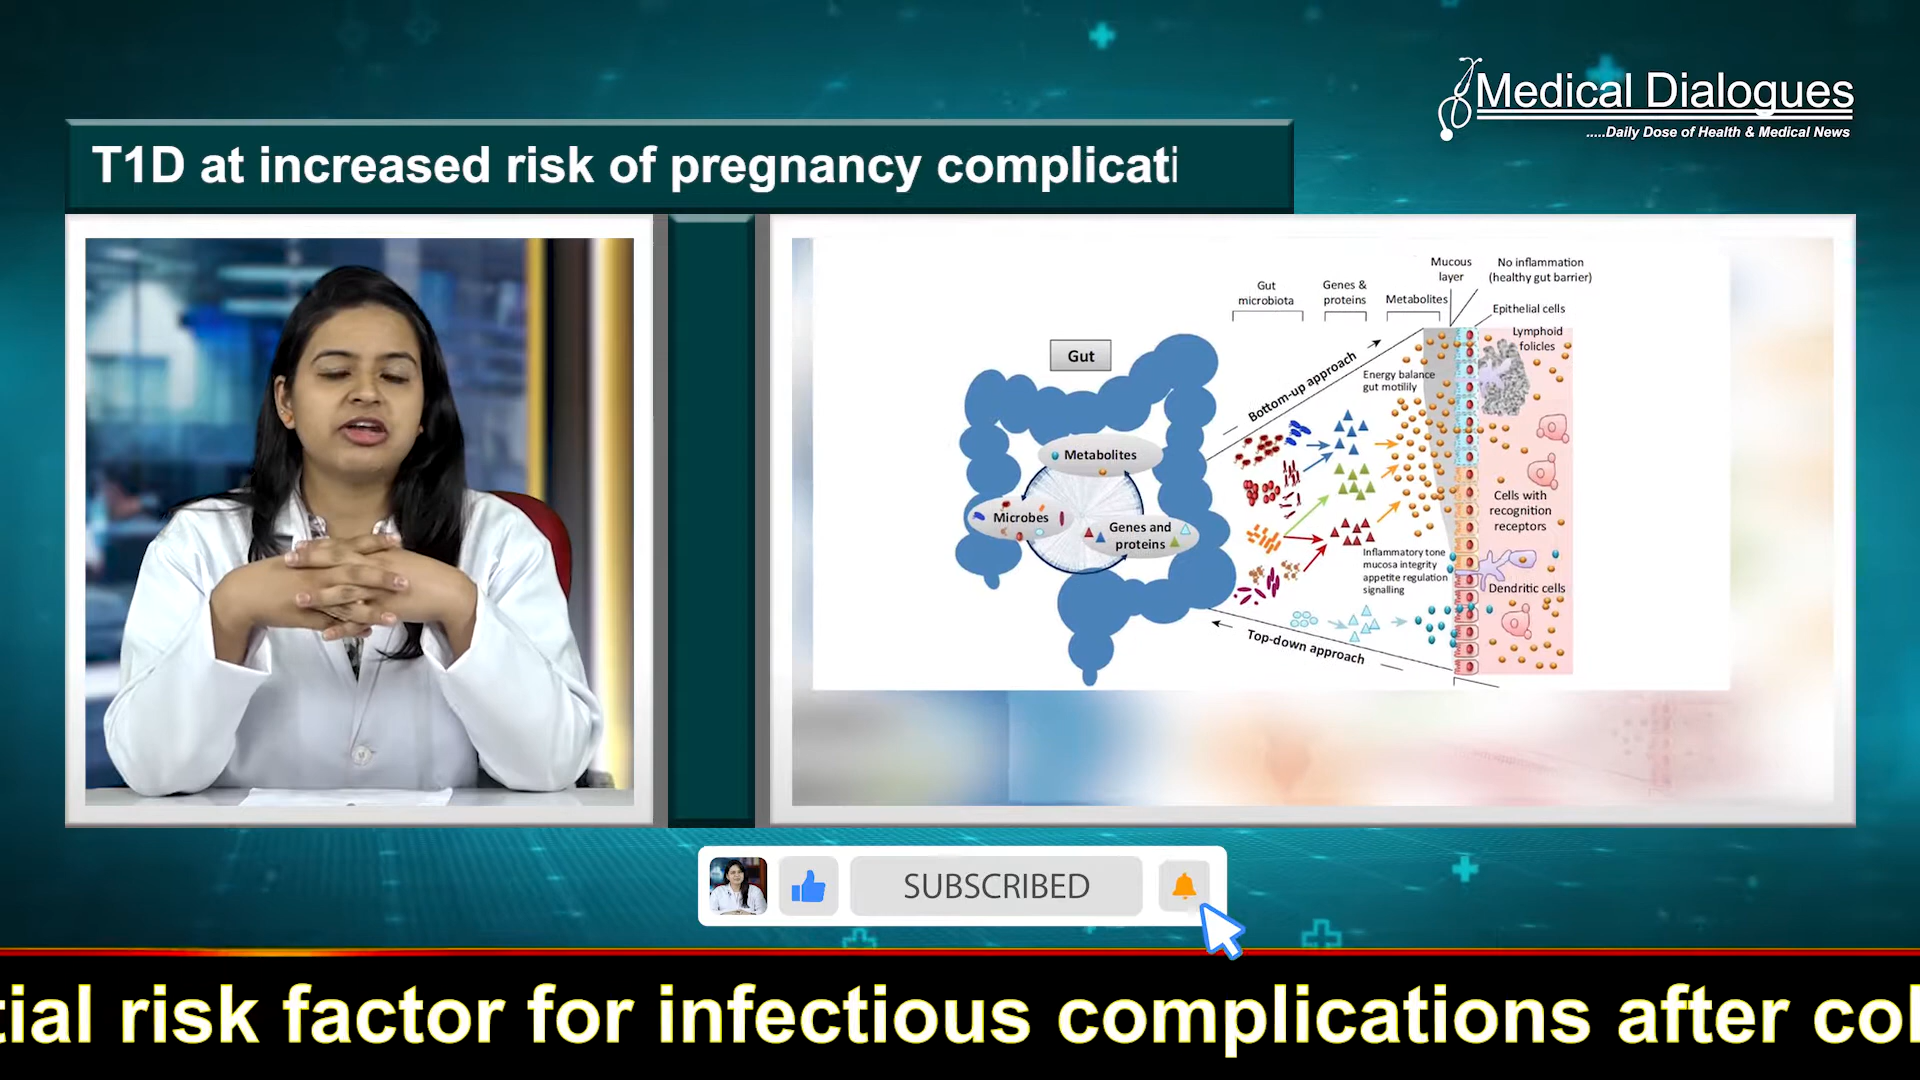 Medical Dialogues
.....Daily Dose of Health & Medical News
T1D at increased risk of pregnancy complicati
Mucous
layer
No inflammation
(healthy gut barrier)
Gut
microbiota
Genes &
proteins
Metabolites
Epithelial cells
Lymphoid
folicles
Gut
Bottom-up approach
Energy balance
gut motilily
Metabolites
Microbes
Genes and
proteins
Cells with
recognition
receptors
Inflammatory tone
mucosa integrity
appetite regulation
signalling
Dendritic cells
Top-down approach
SUBSCRIBED
tial risk factor for infectious complications after col